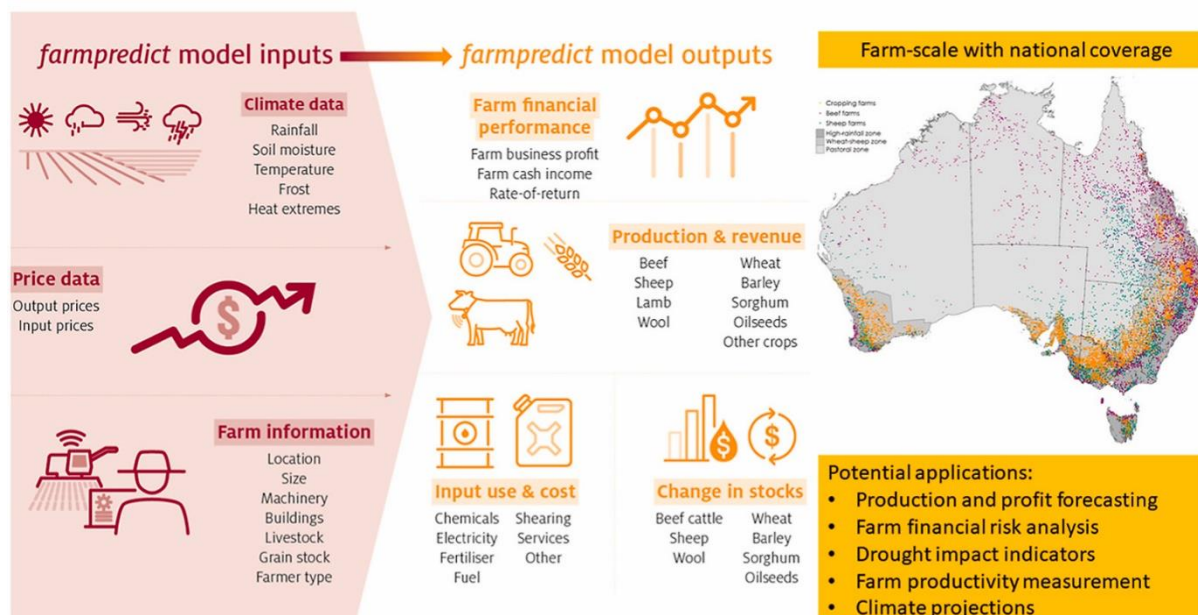 farmpredict model inputs
Climate data
Rainfall
Soil moisture
Temperature
Frost
Heat extremes
Price data
Output prices
Input prices
$
Farm information
Location
Size
Machinery
Buildings
Livestock
Grain stock
Farmer type
farmpredict model outputs
Farm financial
performance
Farm business profit
Farm cash income
Rate-of-return
Production & revenue
Beef
Sheep
Lamb
Wool
Wheat
Barley
Sorghum
Oilseeds
Other crops
Input use & cost
Chemicals
Electricity
Fertiliser
Fuel
Shearing
Services
Other
$
$
Change in stocks
Beef cattle
Sheep
Wool
Wheat
Barley
Sorghum
Oilseeds
Farm-scale with national coverage
Cropping farms
Beef farms
Sheep farms
High-rainfall zone
Wheat-sheep zone
Pastoral zone
Potential applications:
• Production and profit forecasting
• Farm financial risk analysis
• Drought impact indicators
• Farm productivity measurement
• Climate projections